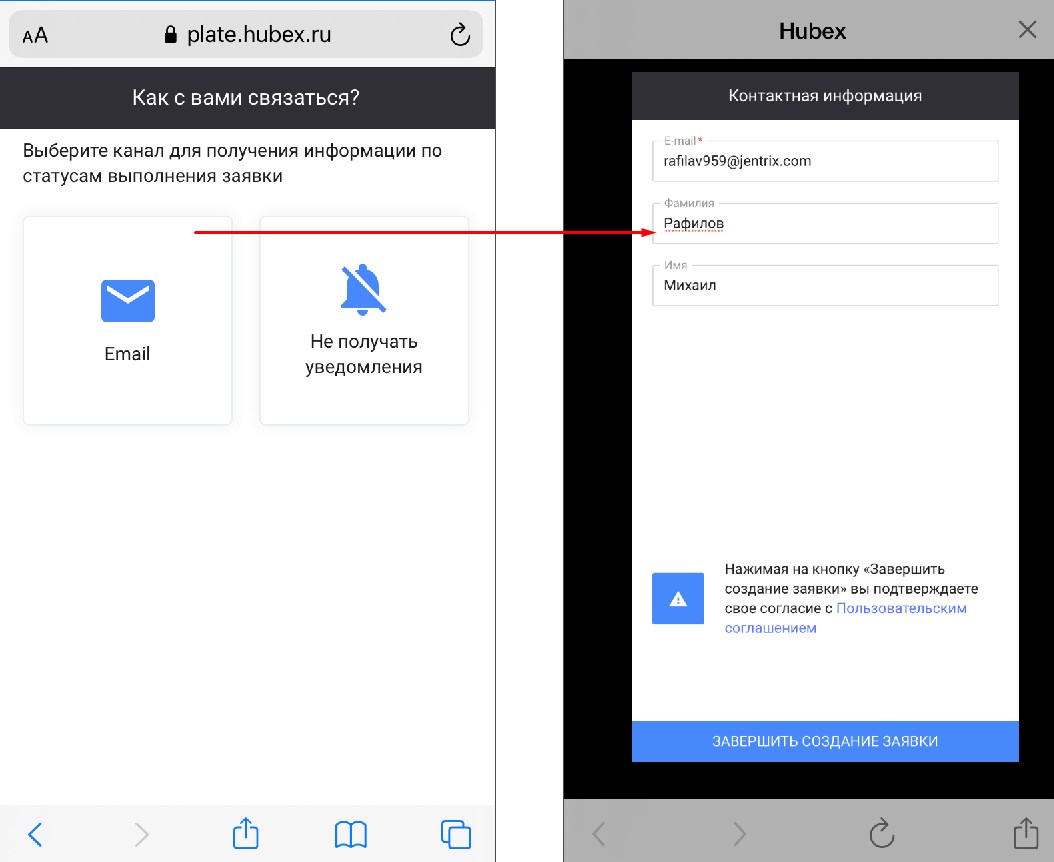 AA plate.hubex.ru
Как с вами связаться?
Выберите канал для получения информации по
статусам выполнения заявки
Email
Не получать
уведомления
Hubex
Контактная информация
E-mail*
rafilav959@jentrix.com
Фамилия
Рафилов
Имя
Михаил
Нажимая на кнопку «Завершить
создание заявки» вы подтверждаете
свое согласие с Пользовательским
соглашением
ЗАВЕРШИТЬ СОЗДАНИЕ ЗАЯВКИ